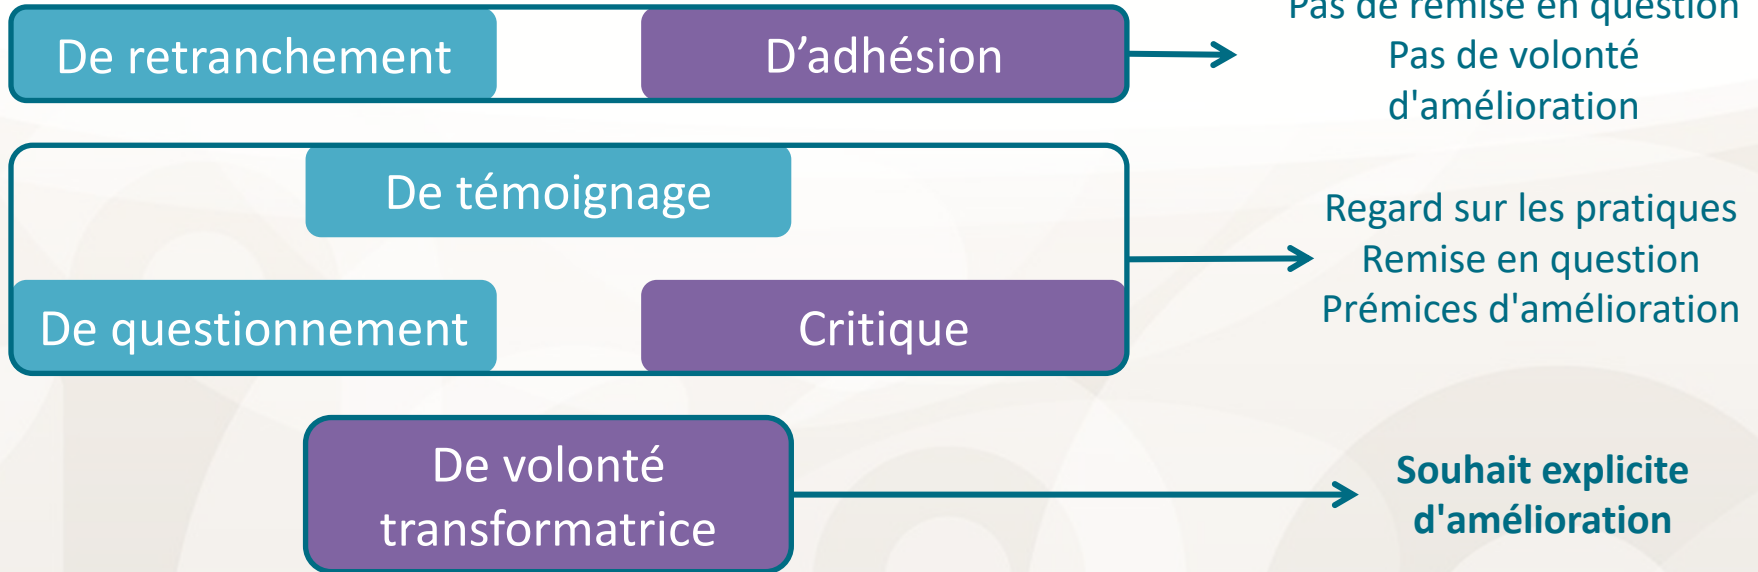 De retranchement
D’adhésion
Pas de remise en question
Pas de volonté
d'amélioration
De témoignage
De questionnement
Critique
Regard sur les pratiques
Remise en question
Prémices d'amélioration
De volonté
transformatrice
Souhait explicite
d'amélioration